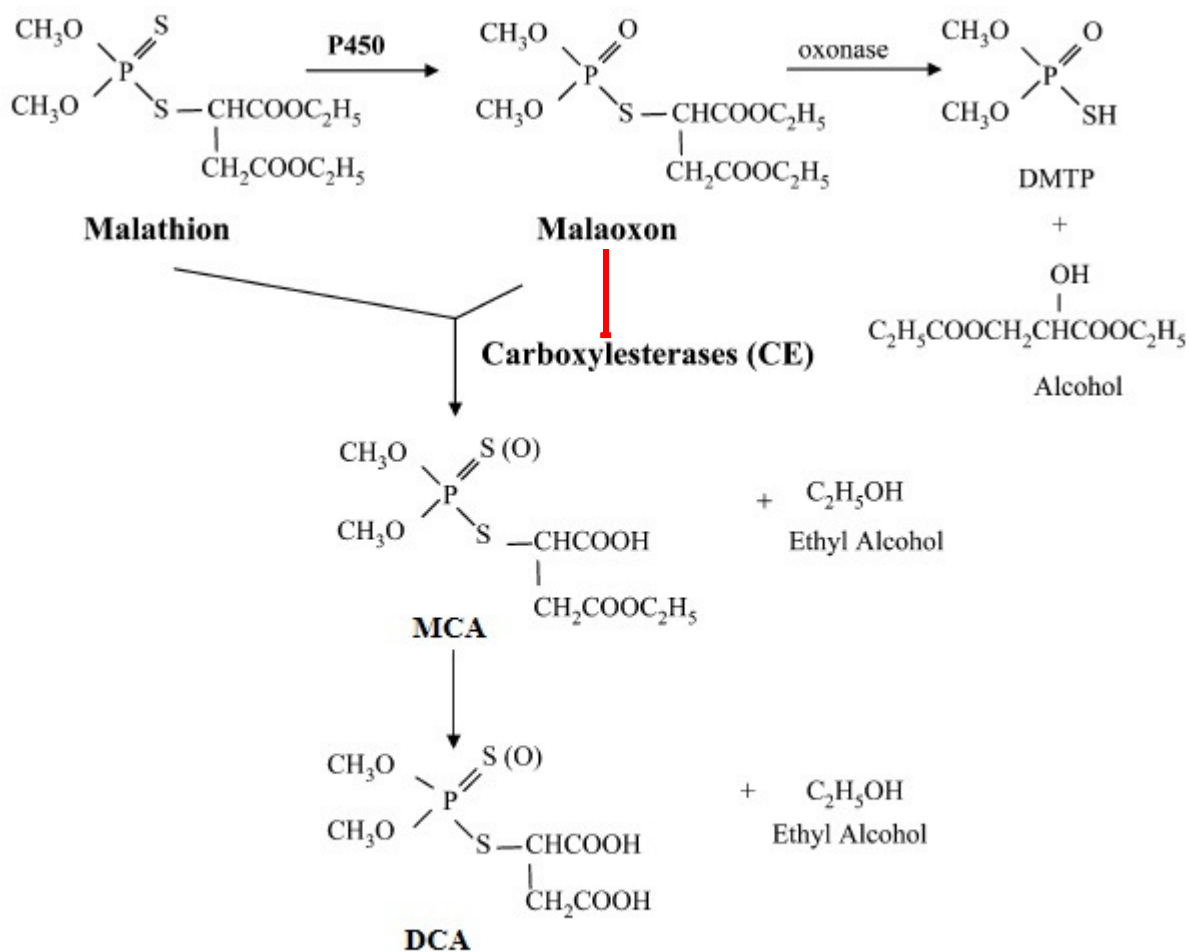 CH₃O S
P
CH₃O S — CHCOOC₂H₅
CH₂COOC₂H₅
Malathion
P450
CH₃O O
P
CH₃O S — CHCOOC₂H₅
CH₂COOC₂H₅
Malaoxon
oxonase
CH₃O O
P
CH₃O SH
DMTP
+
OH
C₂H₅COOCH₂CHCOOC₂H₅
Alcohol
Carboxylesterases (CE)
CH₃O S (O)
P
CH₃O S — CHCOOH
CH₂COOC₂H₅
MCA
+ C₂H₅OH
Ethyl Alcohol
CH₃O S (O)
P
CH₃O S — CHCOOH
CH₂COOH
DCA
+ C₂H₅OH
Ethyl Alcohol